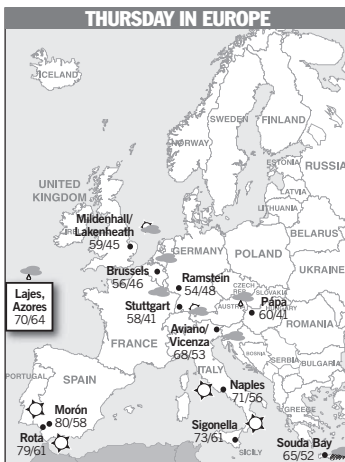 THURSDAY IN EUROPE
ICELAND
SWEDEN
FINLAND
NORWAY
ESTONIA
RUSSIA
LATVIA
LITHUANIA
UNITED
KINGDOM
Mildenhall/
Lakenheath
59/45
IRELAND
BELARUS
GERMANY
POLAND
UKRAINE
Brussels
56/46
Ramstein
54/48
CZECH
REP.
SLOVAKIA
Lajes,
Azores
70/64
Stuttgart
58/41
AUSTRIA
HUNGARY
Pápa
60/41
FRANCE
Aviano/
Vicenza
68/53
ROMANIA
BOSNIA
SERBIA
BULGARIA
ITALY
PORTUGAL
SPAIN
Naples
71/56
Morón
80/58
GREECE
Rota
79/61
Sigonella
73/61
SICILY
Souda Bay
65/52